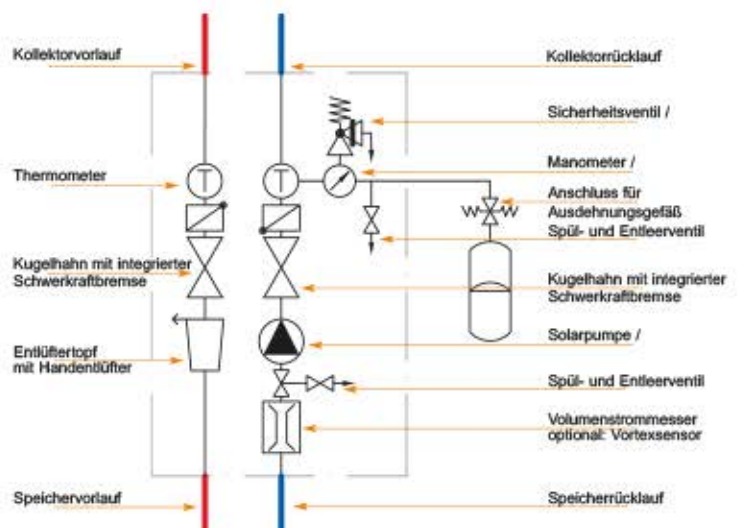 Kollektorvorlauf
Thermometer
T
Kugelhahn mit integrierter
Schwerkraftbremse
Entlüftertopf
mit Handentlüfter
Speichervorlauf
T
Kollektorrücklauf
Sicherheitsventil /
Manometer /
Anschluss für
Ausdehnungsgefäß
Spül- und Entleerventil
Kugelhahn mit integrierter
Schwerkraftbremse
Solarpumpe /
Spül- und Entleerventil
Volumenstrommesser
optional: Vortexsensor
Speicherrücklauf